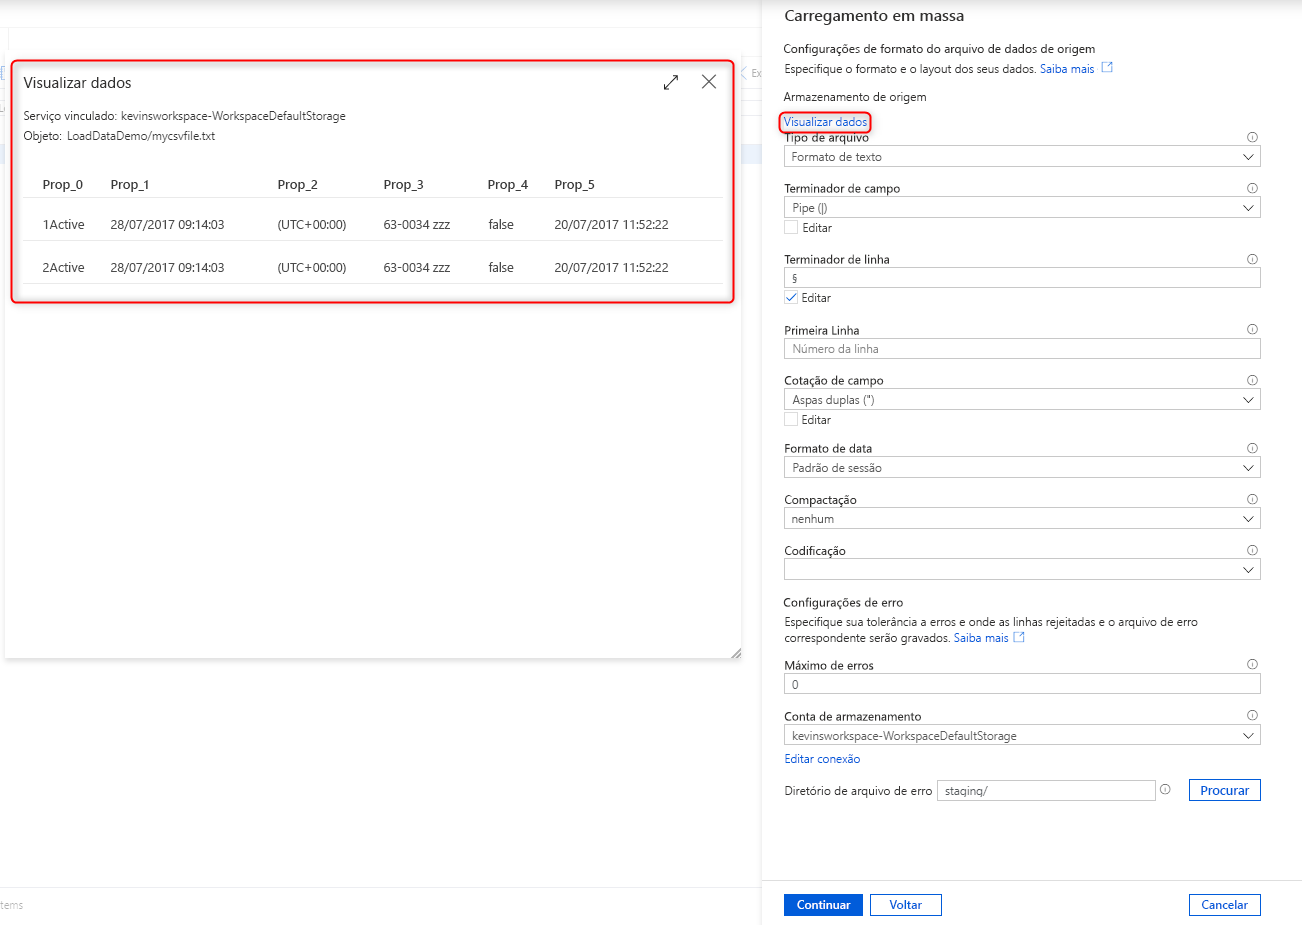 Visualizar dados
Serviço vinculado: kevinsworkspace-WorkspaceDefaultStorage
Objeto: LoadDataDemo/mycsvfile.txt
Prop_0 Prop_1 Prop_2 Prop_3 Prop_4 Prop_5
1Active 28/07/2017 09:14:03 (UTC+00:00) 63-0034 zzz false 20/07/2017 11:52:22
2Active 28/07/2017 09:14:03 (UTC+00:00) 63-0034 zzz false 20/07/2017 11:52:22
Ex
tems
Carregamento em massa
Configurações de formato do arquivo de dados de origem
Especifique o formato e o layout dos seus dados. Saiba mais
Armazenamento de origem
Visualizar dados
Tipo de arquivo
Formato de texto
Terminador de campo
Pipe (|)
Editar
Terminador de linha
§
Editar
Primeira Linha
Número da linha
Cotação de campo
Aspas duplas (")
Editar
Formato de data
Padrão de sessão
Compactação
nenhum
Codificação
Configurações de erro
Especifique sua tolerância a erros e onde as linhas rejeitadas e o arquivo de erro
correspondente serão gravados. Saiba mais
Máximo de erros
0
Conta de armazenamento
kevinsworkspace-WorkspaceDefaultStorage
Editar conexão
Diretório de arquivo de erro staging/ Procurar
Continuar Voltar Cancelar